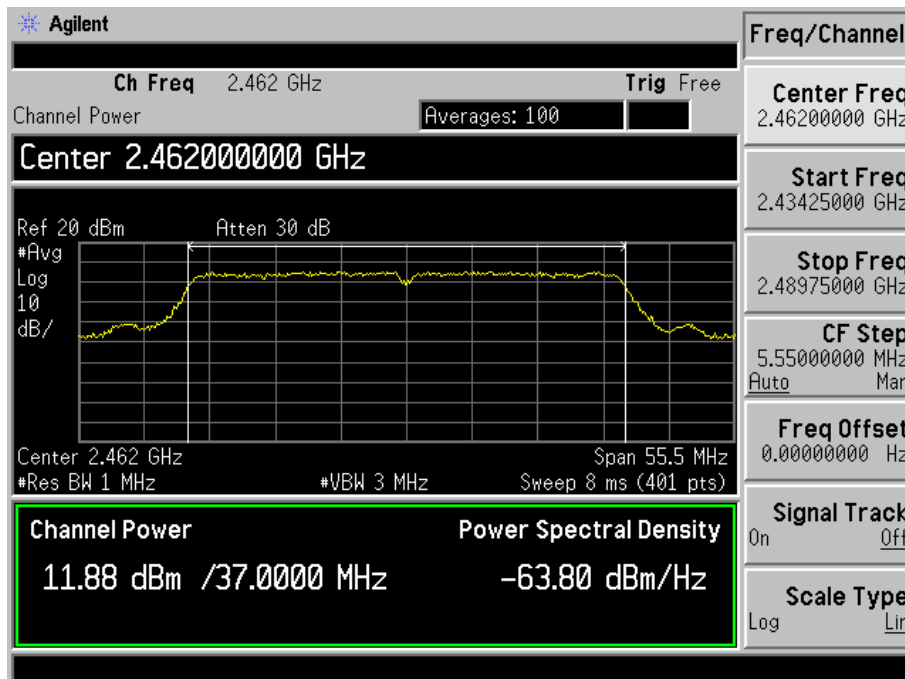 Agilent
Ch Freq 2.462 GHz Trig Free
Channel Power Averages: 100
Center 2.462000000 GHz
Ref 20 dBm Atten 30 dB
#Avg
Log
10
dB/
Center 2.462 GHz Span 55.5 MHz
#Res BW 1 MHz #VBW 3 MHz Sweep 8 ms (401 pts)
Channel Power Power Spectral Density
11.88 dBm /37.0000 MHz -63.80 dBm/Hz
Freq/Channel
Center Freq
2.46200000 GHz
Start Freq
2.43425000 GHz
Stop Freq
2.48975000 GHz
CF Step
5.55000000 MHz
Auto Man
Freq Offset
0.00000000 Hz
Signal Track
On Off
Scale Type
Log Lin